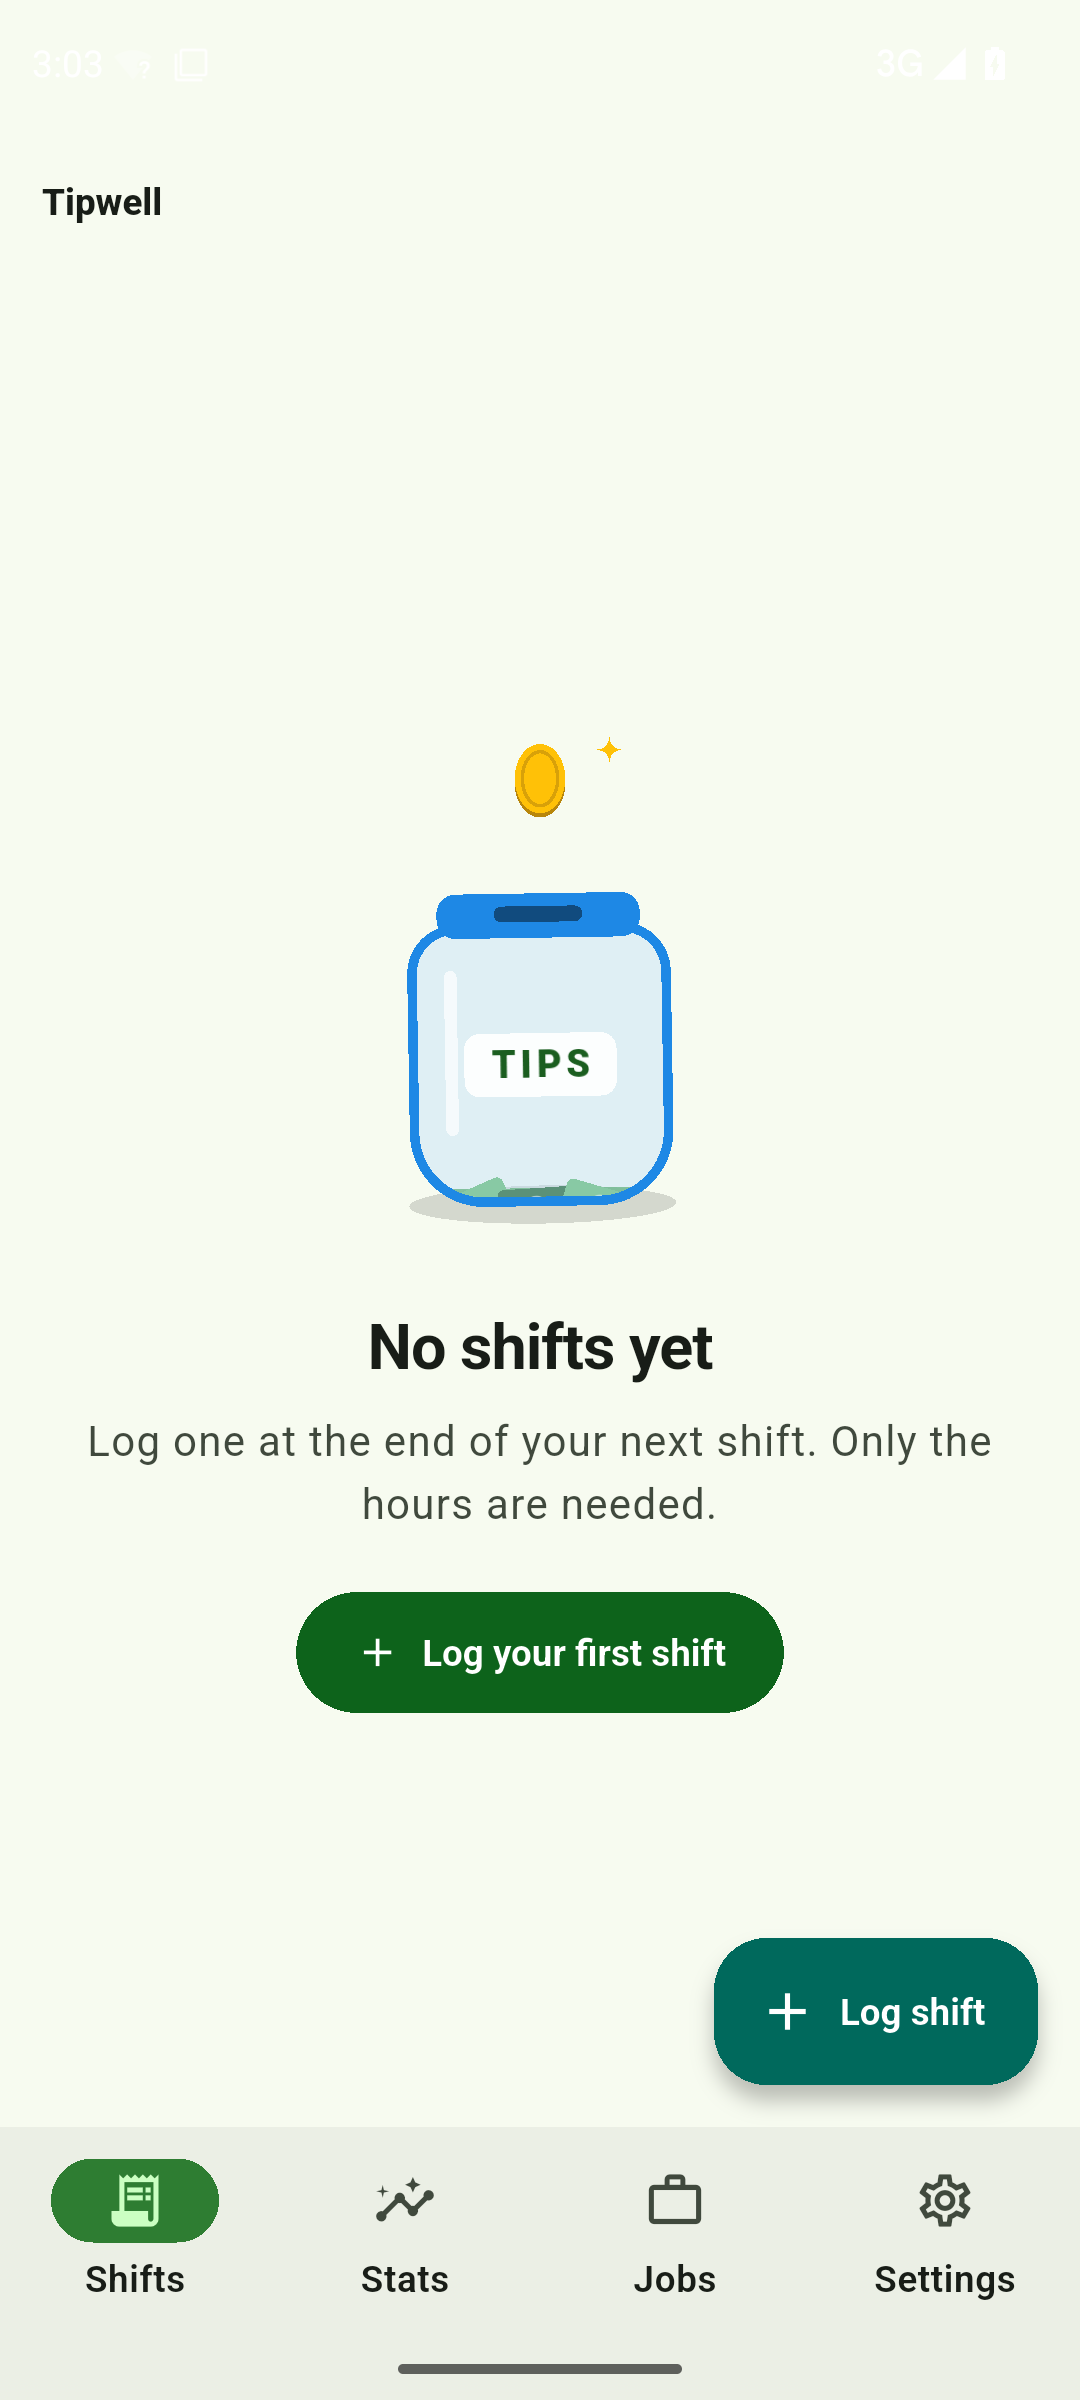 3:03
3G
Tipwell
TIPS
No shifts yet
Log one at the end of your next shift. Only the
hours are needed.
Log your first shift
Log shift
Shifts
Stats
Jobs
Settings